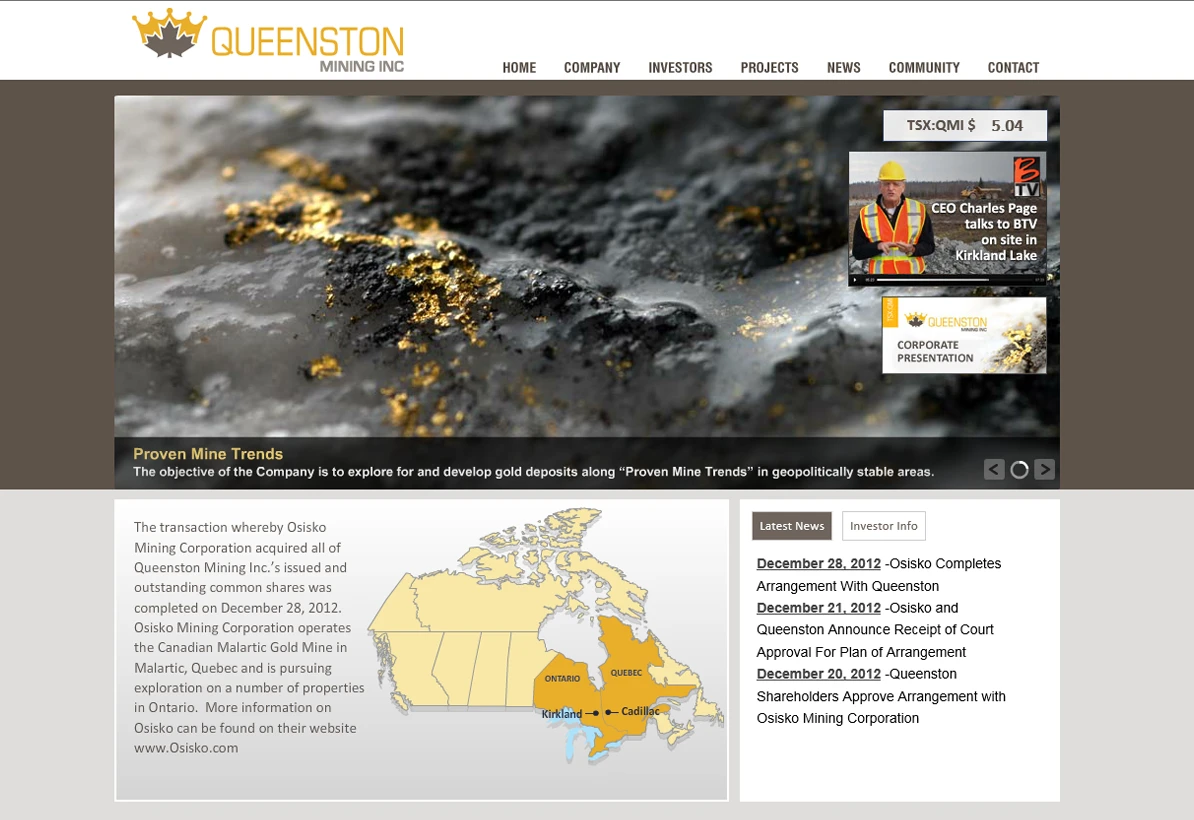 QUEENSTON
MINING INC
HOME COMPANY INVESTORS PROJECTS NEWS COMMUNITY CONTACT
TSX:QMI $ 5.04
B
TV
CEO Charles Page
talks to BTV
on site in
Kirkland Lake
QUEENSTON
MINING INC
CORPORATE
PRESENTATION
Proven Mine Trends
The objective of the Company is to explore for and develop gold deposits along “Proven Mine Trends” in geopolitically stable areas.
< >
The transaction whereby Osisko
Mining Corporation acquired all of
Queenston Mining Inc.’s issued and
outstanding common shares was
completed on December 28, 2012.
Osisko Mining Corporation operates
the Canadian Malartic Gold Mine in
Malartic, Quebec and is pursuing
exploration on a number of properties
in Ontario.  More information on
Osisko can be found on their website
www.Osisko.com
QUEBEC
ONTARIO
Kirkland
Cadillac
Latest News
Investor Info
December 28, 2012 -Osisko Completes
Arrangement With Queenston
December 21, 2012 -Osisko and
Queenston Announce Receipt of Court
Approval For Plan of Arrangement
December 20, 2012 -Queenston
Shareholders Approve Arrangement with
Osisko Mining Corporation